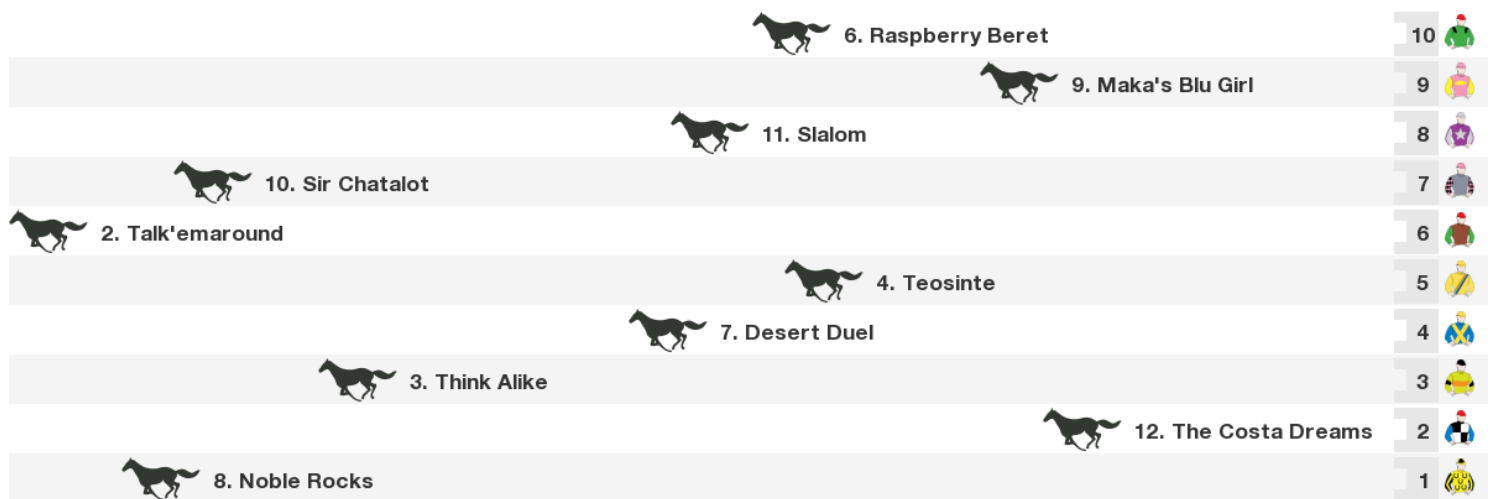 6. Raspberry Beret 10
9. Maka's Blu Girl 9
11. Slalom 8
10. Sir Chatalot 7
2. Talk'emaround 6
4. Teosinte 5
7. Desert Duel 4
3. Think Alike 3
12. The Costa Dreams 2
8. Noble Rocks 1